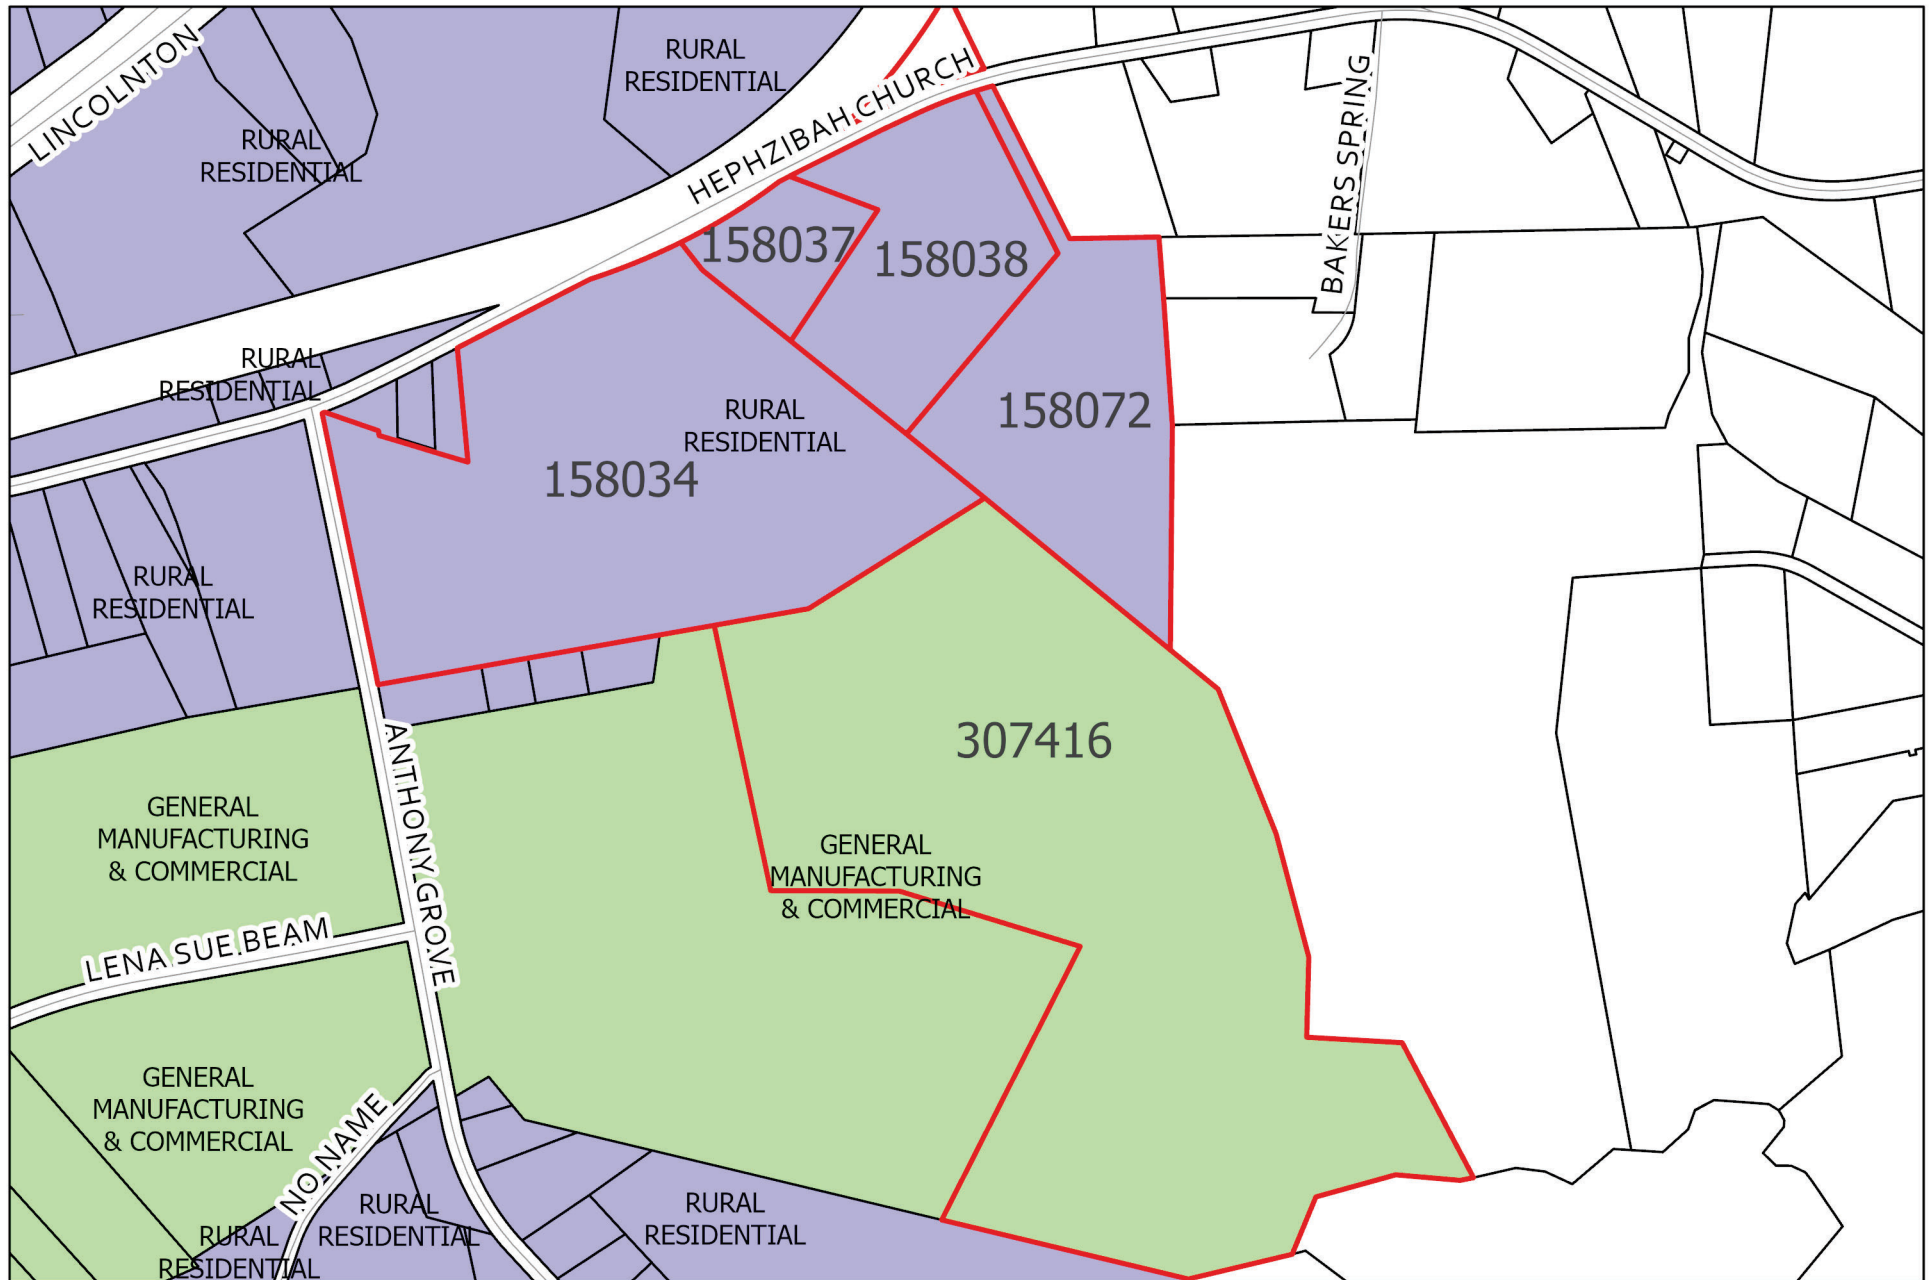 RURAL
RESIDENTIAL
LINCOLNTON
HEPHZIBAH CHURCH
BAKERS SPRING
RURAL
RESIDENTIAL
158037
158038
RURAL
RESIDENTIAL
158072
RURAL
RESIDENTIAL
158034
RURAL
RESIDENTIAL
307416
ANTHONY GROVE
GENERAL
MANUFACTURING
& COMMERCIAL
GENERAL
MANUFACTURING
& COMMERCIAL
LENA SUE BEAM
GENERAL
MANUFACTURING
& COMMERCIAL
NO NAME
RURAL
RESIDENTIAL
RURAL
RESIDENTIAL
RURAL
RESIDENTIAL